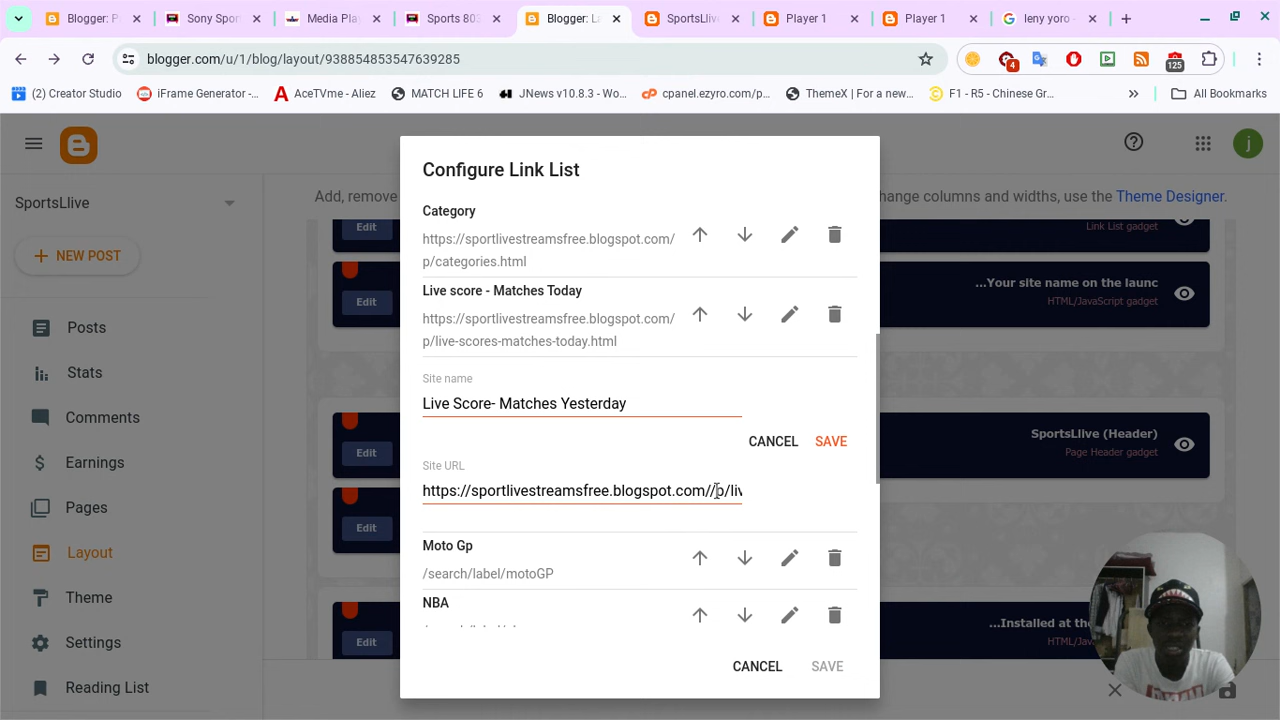 Blogger: P
Sony Spor
Media Pla
Sports 803
Blogger: L
SportsLive
Player 1
Player 1
leny yoro -
blogger.com/u/1/blog/layout/938854853547639285
4
125
(2) Creator Studio
iFrame Generator -...
AceTVme - Aliez
MATCH LIFE 6
JNews v10.8.3 - Wo...
cpanel.ezyro.com/p...
ThemeX | For a new...
F1 - R5 - Chinese Gr...
All Bookmarks
j
SportsLlive
NEW POST
Posts
Stats
Comments
Earnings
Pages
Layout
Theme
Settings
Reading List
Add, remove
hange columns and widths, use the Theme Designer.
Edit
Link List gadget
Edit
...Your site name on the launc
HTML/JavaScript gadget
Edit
SportsLlive (Header)
Page Header gadget
Edit
Edit
...Installed at the
HTML/Ja
Configure Link List
Category
https://sportlivestreamsfree.blogspot.com/
p/categories.html
Live score - Matches Today
https://sportlivestreamsfree.blogspot.com/
p/live-scores-matches-today.html
Site name
Live Score- Matches Yesterday
CANCEL
SAVE
Site URL
https://sportlivestreamsfree.blogspot.com//p/liv
Moto Gp
/search/label/motoGP
NBA
CANCEL
SAVE